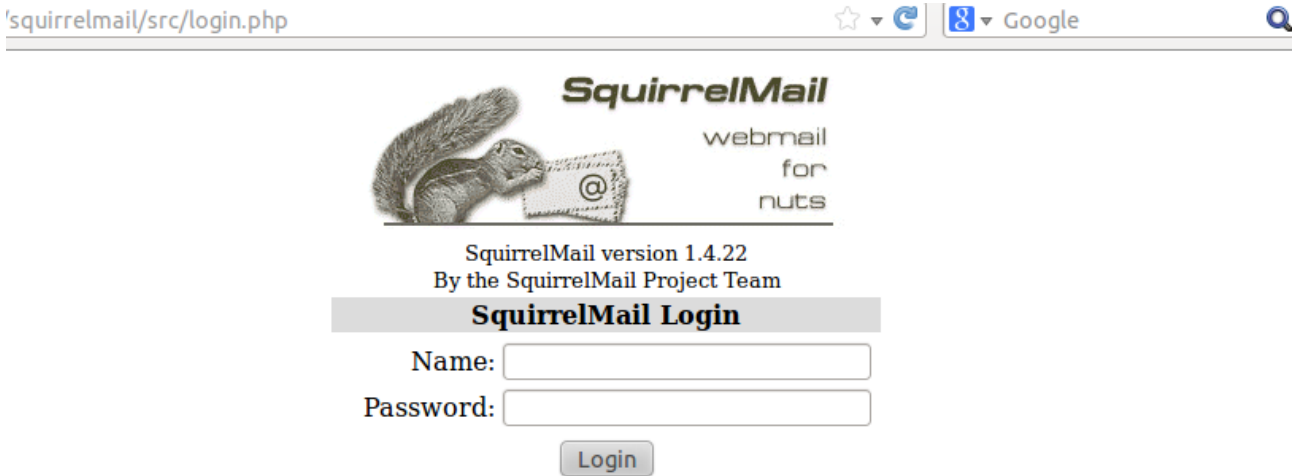 /squirrelmail/src/login.php
8 Google
SquirrelMail
webmail
for
nuts
@
SquirrelMail version 1.4.22
By the SquirrelMail Project Team
SquirrelMail Login
Name:
Password:
Login